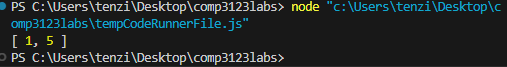 PS C:\Users\tenzi\Desktop\comp3123labs> node "c:\Users\tenzi\Desktop\c
omp3123labs\tempCodeRunnerFile.js"
[ 1, 5 ]
PS C:\Users\tenzi\Desktop\comp3123labs>